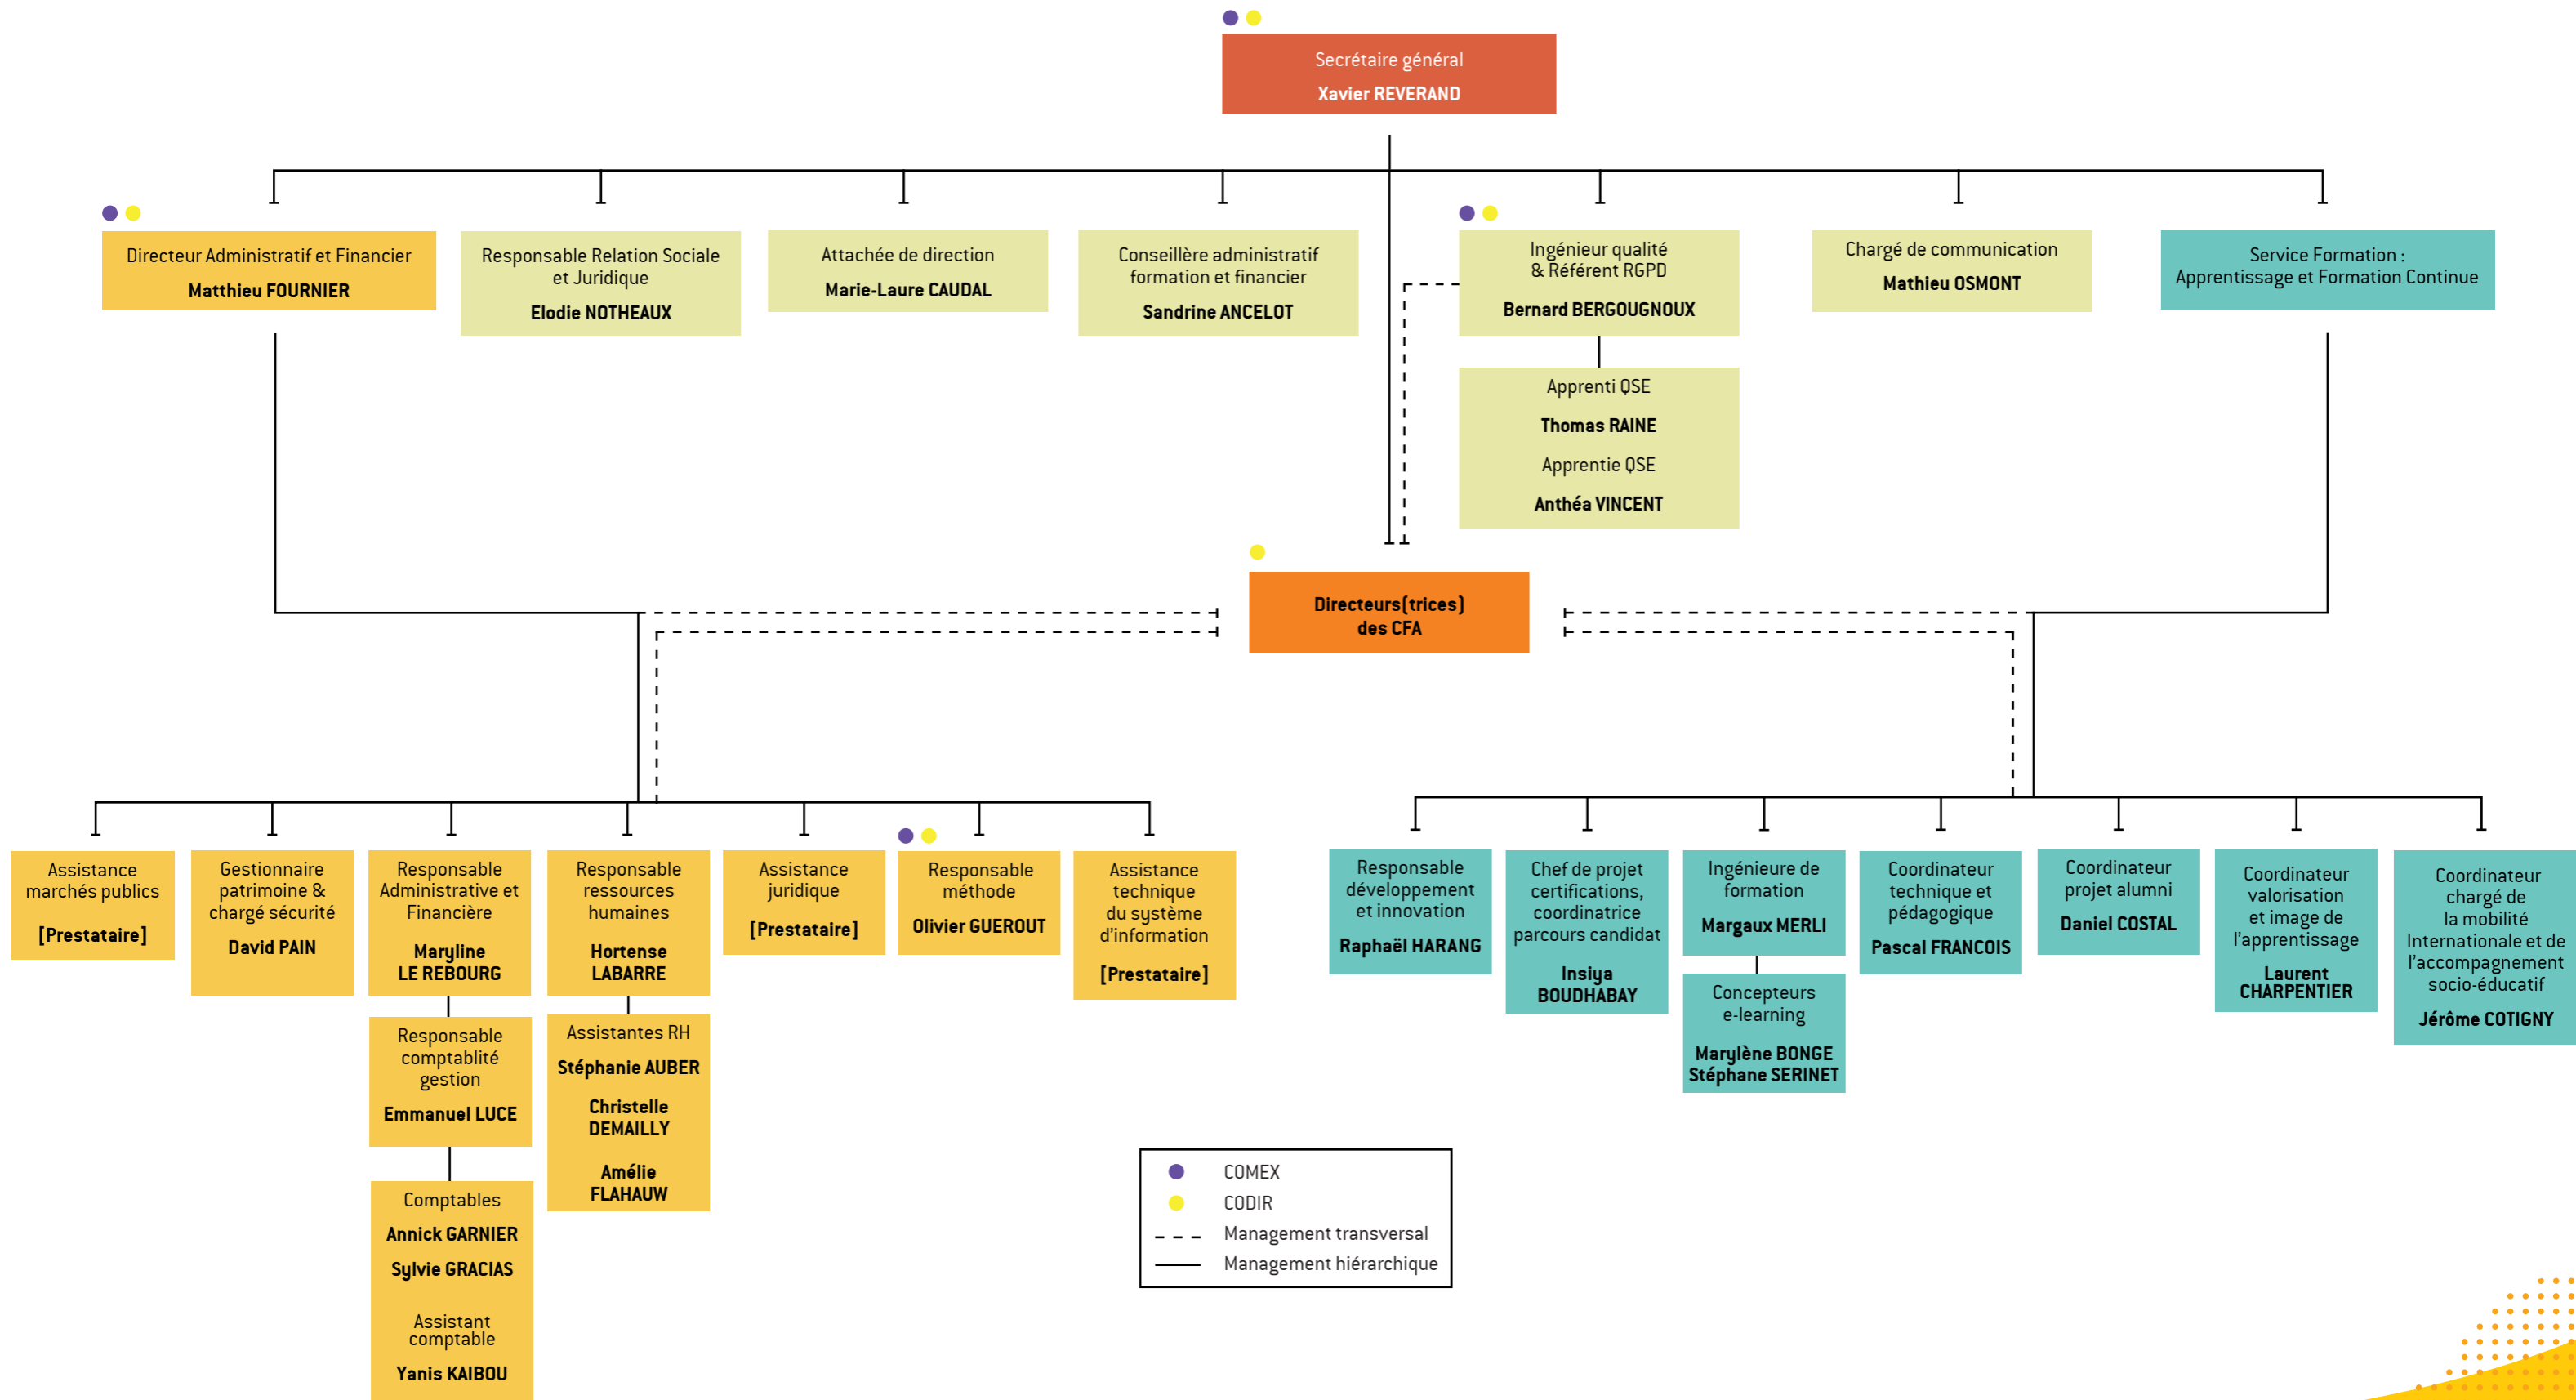 Secrétaire général
Xavier REVERAND
Directeur Administratif et Financier
Matthieu FOURNIER
Responsable Relation Sociale
et Juridique
Elodie NOTHEAUX
Attachée de direction
Marie-Laure CAUDAL
Conseillère administratif
formation et financier
Sandrine ANCELOT
Ingénieur qualité
& Référent RGPD
Bernard BERGOUGNOUX
Chargé de communication
Mathieu OSMONT
Service Formation :
Apprentissage et Formation Continue
Apprenti QSE
Thomas RAINE
Apprentie QSE
Anthéa VINCENT
Directeurs(trices)
des CFA
Assistance
marchés publics
[Prestataire]
Gestionnaire
patrimoine &
chargé sécurité
David PAIN
Responsable
Administrative et
Financière
Maryline
LE REBOURG
Responsable
comptablité
gestion
Emmanuel LUCE
Comptables
Annick GARNIER
Sylvie GRACIAS
Assistant
comptable
Yanis KAIBOU
Responsable
ressources
humaines
Hortense
LABARRE
Assistantes RH
Stéphanie AUBER
Christelle
DEMAILLY
Amélie
FLAHAUW
Assistance
juridique
[Prestataire]
Responsable
méthode
Olivier GUEROUT
Assistance
technique
du système
d'information
[Prestataire]
Responsable
développement
et innovation
Raphaël HARANG
Chef de projet
certifications,
coordinatrice
parcours candidat
Insiya
BOUDHABAY
Ingénieure de
formation
Margaux MERLI
Concepteurs
e-learning
Marylène BONGE
Stéphane SERINET
Coordinateur
technique et
pédagogique
Pascal FRANCOIS
Coordinateur
projet alumni
Daniel COSTAL
Coordinateur
valorisation
et image de
l'apprentissage
Laurent
CHARPENTIER
Coordinateur
chargé de
la mobilité
Internationale et de
l'accompagnement
socio-éducatif
Jérôme COTIGNY
COMEX
CODIR
Management transversal
Management hiérarchique